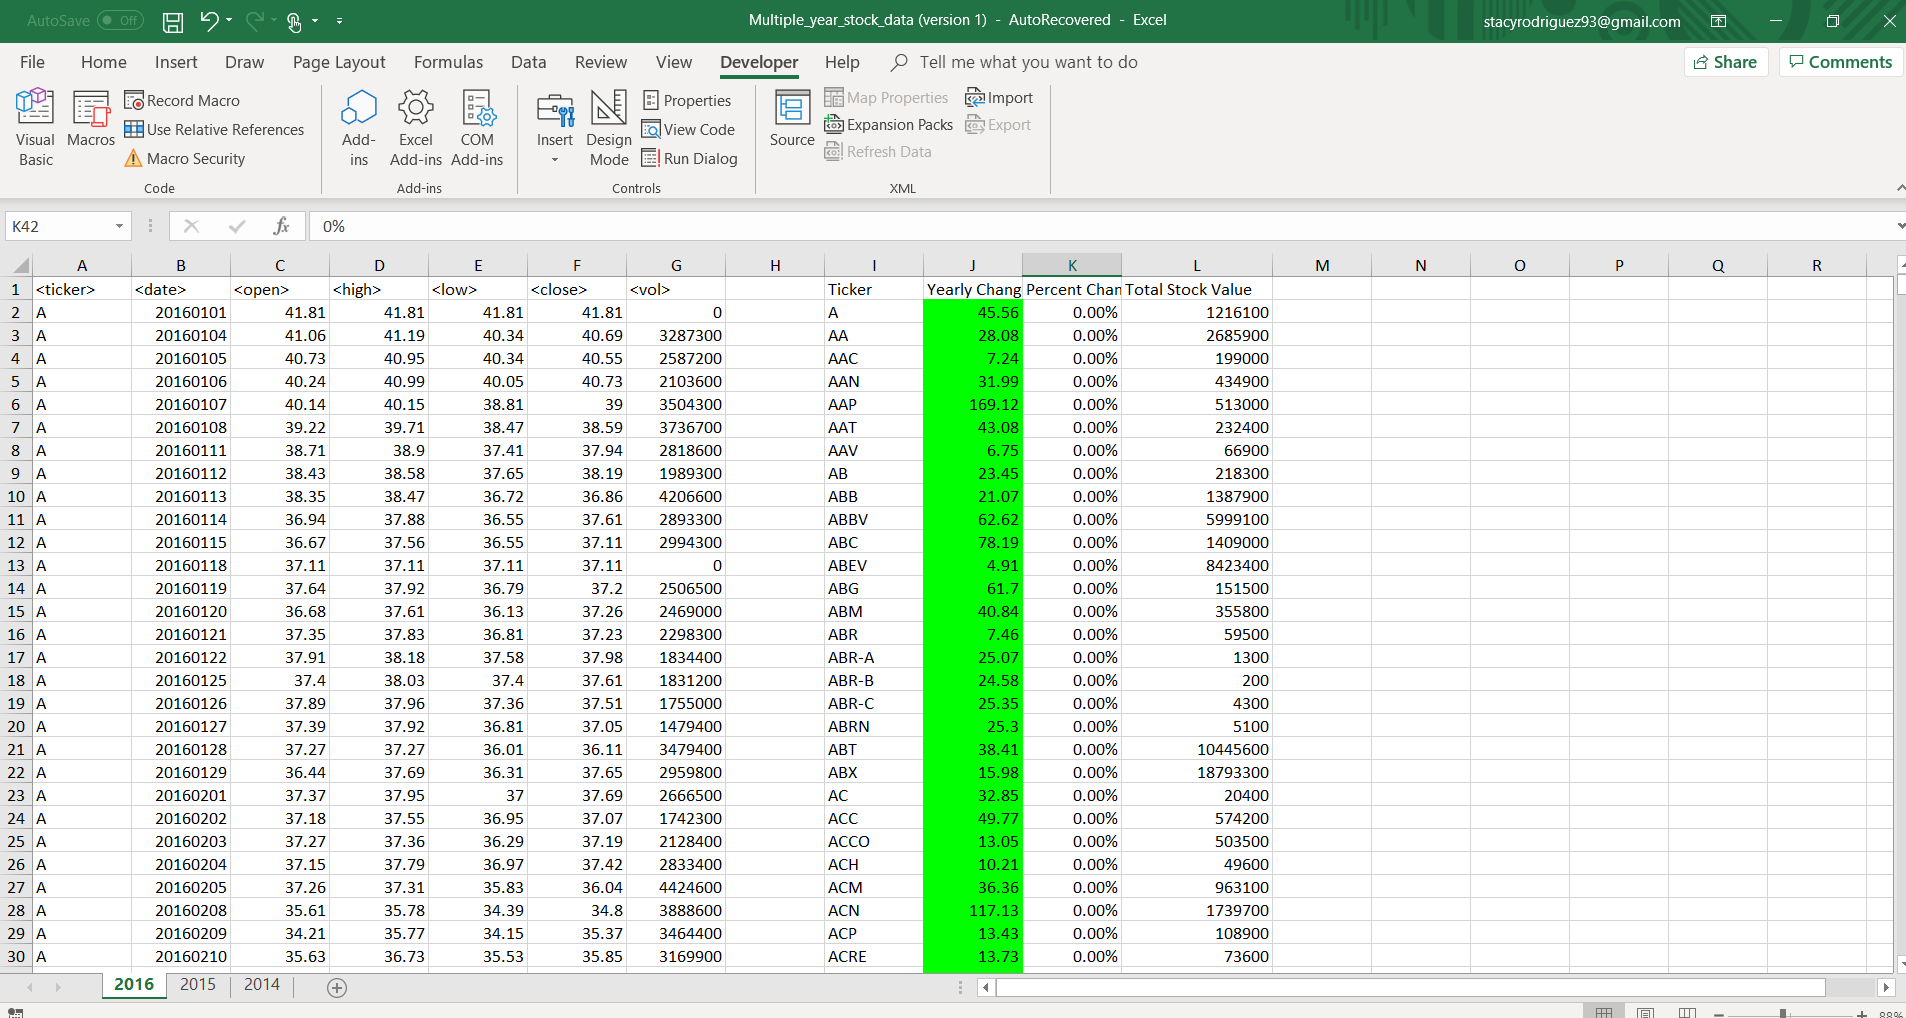 AutoSave Off Multiple_year_stock_data (version 1) - AutoRecovered - Excel stacyrodriguez93@gmail.com
File Home Insert Draw Page Layout Formulas Data Review View Developer Help Tell me what you want to do Share Comments
Visual Basic
Macros
Record Macro
Use Relative References
Macro Security
Code
Add-ins
Excel Add-ins
COM Add-ins
Add-ins
Insert
Design Mode
Properties
View Code
Run Dialog
Controls
Source
Map Properties
Expansion Packs
Refresh Data
Import
Export
XML
K42 fx 0%
A B C D E F G H I J K L M N O P Q R
1 <ticker> <date> <open> <high> <low> <close> <vol> Ticker Yearly Chang Percent Chan Total Stock Value
2 A 20160101 41.81 41.81 41.81 41.81 0 A 45.56 0.00% 1216100
3 A 20160104 41.06 41.19 40.34 40.69 3287300 AA 28.08 0.00% 2685900
4 A 20160105 40.73 40.95 40.34 40.55 2587200 AAC 7.24 0.00% 199000
5 A 20160106 40.24 40.99 40.05 40.73 2103600 AAN 31.99 0.00% 434900
6 A 20160107 40.14 40.15 38.81 39 3504300 AAP 169.12 0.00% 513000
7 A 20160108 39.22 39.71 38.47 38.59 3736700 AAT 43.08 0.00% 232400
8 A 20160111 38.71 38.9 37.41 37.94 2818600 AAV 6.75 0.00% 66900
9 A 20160112 38.43 38.58 37.65 38.19 1989300 AB 23.45 0.00% 218300
10 A 20160113 38.35 38.47 36.72 36.86 4206600 ABB 21.07 0.00% 1387900
11 A 20160114 36.94 37.88 36.55 37.61 2893300 ABBV 62.62 0.00% 5999100
12 A 20160115 36.67 37.56 36.55 37.11 2994300 ABC 78.19 0.00% 1409000
13 A 20160118 37.11 37.11 37.11 37.11 0 ABEV 4.91 0.00% 8423400
14 A 20160119 37.64 37.92 36.79 37.2 2506500 ABG 61.7 0.00% 151500
15 A 20160120 36.68 37.61 36.13 37.26 2469000 ABM 40.84 0.00% 355800
16 A 20160121 37.35 37.83 36.81 37.23 2298300 ABR 7.46 0.00% 59500
17 A 20160122 37.91 38.18 37.58 37.98 1834400 ABR-A 25.07 0.00% 1300
18 A 20160125 37.4 38.03 37.4 37.61 1831200 ABR-B 24.58 0.00% 200
19 A 20160126 37.89 37.96 37.36 37.51 1755000 ABR-C 25.35 0.00% 4300
20 A 20160127 37.39 37.92 36.81 37.05 1479400 ABRN 25.3 0.00% 5100
21 A 20160128 37.27 37.27 36.01 36.11 3479400 ABT 38.41 0.00% 10445600
22 A 20160129 36.44 37.69 36.31 37.65 2959800 ABX 15.98 0.00% 18793300
23 A 20160201 37.37 37.95 37 37.69 2666500 AC 32.85 0.00% 20400
24 A 20160202 37.18 37.55 36.95 37.07 1742300 ACC 49.77 0.00% 574200
25 A 20160203 37.27 37.36 36.29 37.19 2128400 ACCO 13.05 0.00% 503500
26 A 20160204 37.15 37.79 36.97 37.42 2833400 ACH 10.21 0.00% 49600
27 A 20160205 37.26 37.31 35.83 36.04 4424600 ACM 36.36 0.00% 963100
28 A 20160208 35.61 35.78 34.39 34.8 3888600 ACN 117.13 0.00% 1739700
29 A 20160209 34.21 35.77 34.15 35.37 3464400 ACP 13.43 0.00% 108900
30 A 20160210 35.63 36.73 35.53 35.85 3169900 ACRE 13.73 0.00% 73600
2016 2015 2014
88%